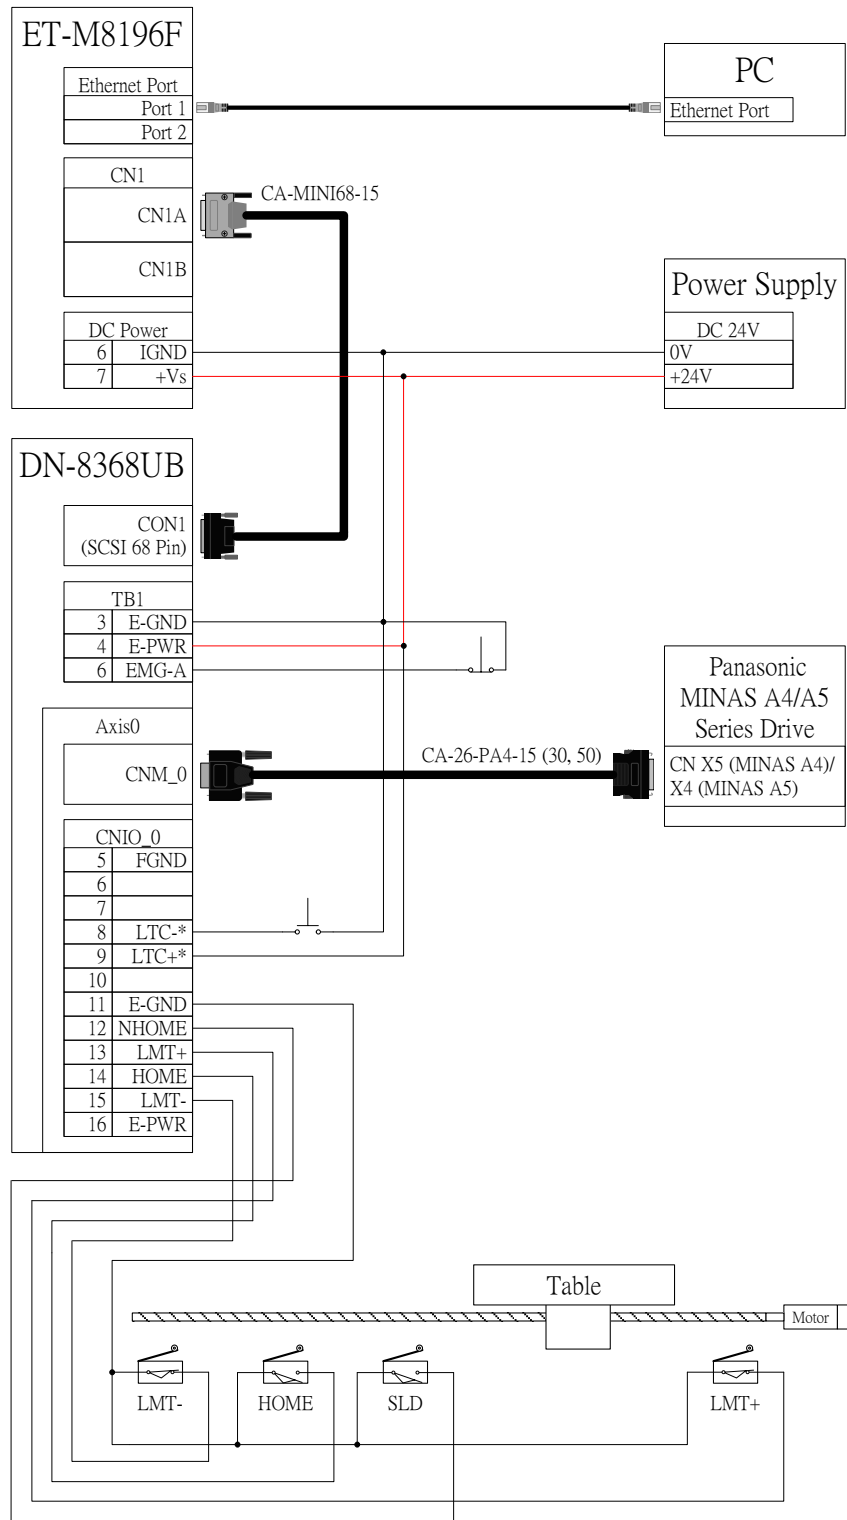 ET-M8196F
Ethernet Port
Port 1
Port 2
CN1
CN1A
CN1B
DC Power
6 IGND
7 +Vs
CA-MINI68-15
PC
Ethernet Port
Power Supply
DC 24V
0V
+24V
DN-8368UB
CON1
(SCSI 68 Pin)
TB1
3 E-GND
4 E-PWR
6 EMG-A
Axis0
CNM_0
CA-26-PA4-15 (30, 50)
Panasonic
MINAS A4/A5
Series Drive
CN X5 (MINAS A4)/
X4 (MINAS A5)
CNIO_0
5 FGND
6
7
8 LTC-*
9 LTC+*
10
11 E-GND
12 NHOME
13 LMT+
14 HOME
15 LMT-
16 E-PWR
Table
Motor
LMT-
HOME
SLD
LMT+